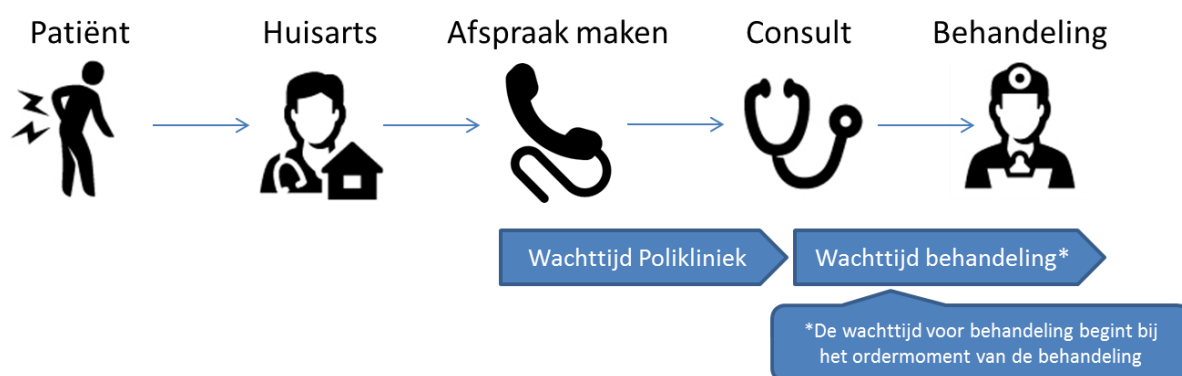 Patiënt
Huisarts
Afspraak maken
Consult
Behandeling
Wachttijd Polikliniek
Wachttijd behandeling*
*De wachttijd voor behandeling begint bij
het ordermoment van de behandeling